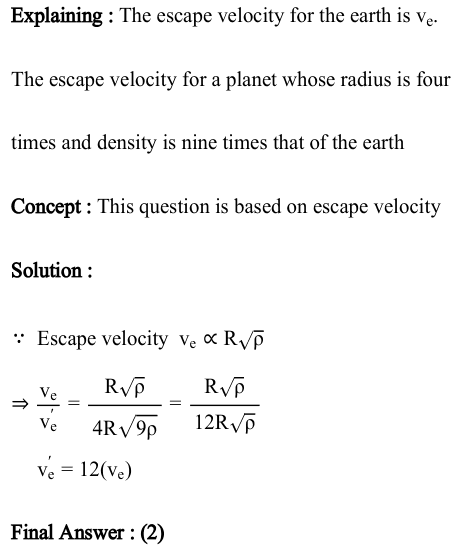 Explaining : The escape velocity for the earth is vₑ.
The escape velocity for a planet whose radius is four
times and density is nine times that of the earth
Concept : This question is based on escape velocity
Solution :
∵ Escape velocity vₑ ∝ R√ρ
⇒ vₑ/vₑ′ = R√ρ/4R√9ρ = R√ρ/12R√ρ
vₑ′ = 12(vₑ)
Final Answer : (2)